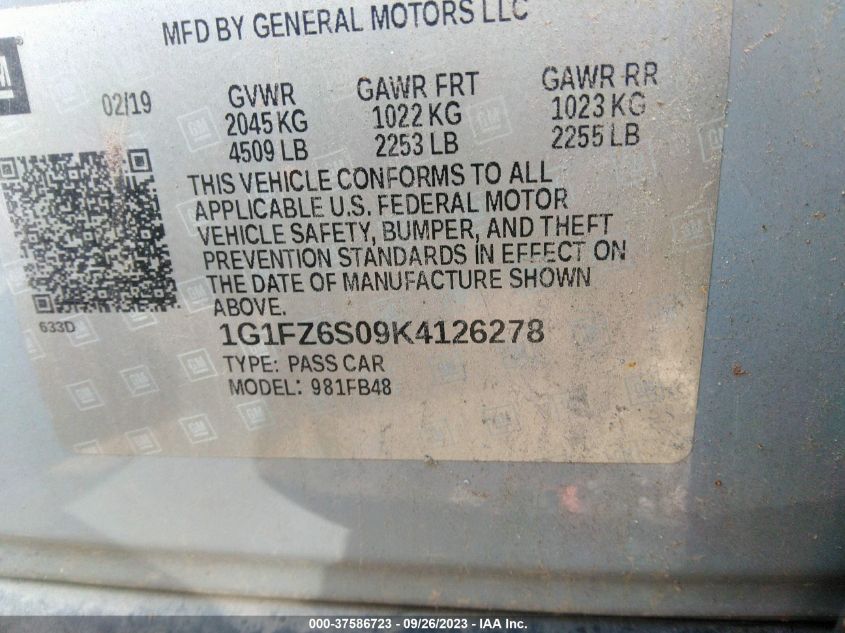 MFD BY GENERAL MOTORS LLC
GM
02/19
GVWR
2045 KG
4509 LB
GAWR FRT
1022 KG
2253 LB
GAWR RR
1023 KG
2255 LB
THIS VEHICLE CONFORMS TO ALL
APPLICABLE U.S. FEDERAL MOTOR
VEHICLE SAFETY, BUMPER, AND THEFT
PREVENTION STANDARDS IN EFFECT ON
THE DATE OF MANUFACTURE SHOWN
ABOVE.
633D
1G1FZ6S09K4126278
TYPE: PASS CAR
MODEL: 981FB48
000-37586723 - 09/26/2023 - IAA Inc.